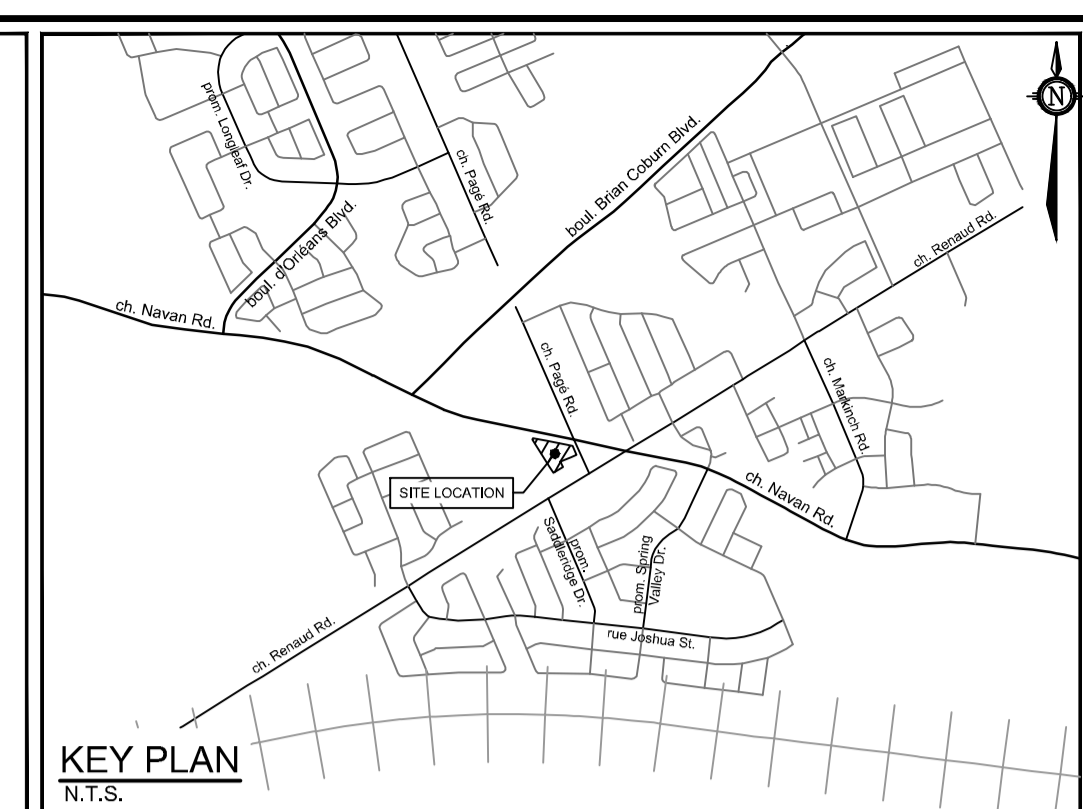 N
prom. Longleaf Dr.
ch. Pagé Rd.
boul. Brian Coburn Blvd.
boul. d'Orléans Blvd.
ch. Renaud Rd.
ch. Navan Rd.
ch. Pagé Rd.
ch. Markinch Rd.
SITE LOCATION
ch. Navan Rd.
prom.
Saddleridge Dr.
prom. Spring
Valley Dr.
rue Joshua St.
ch. Renaud Rd.
KEY PLAN
N.T.S.